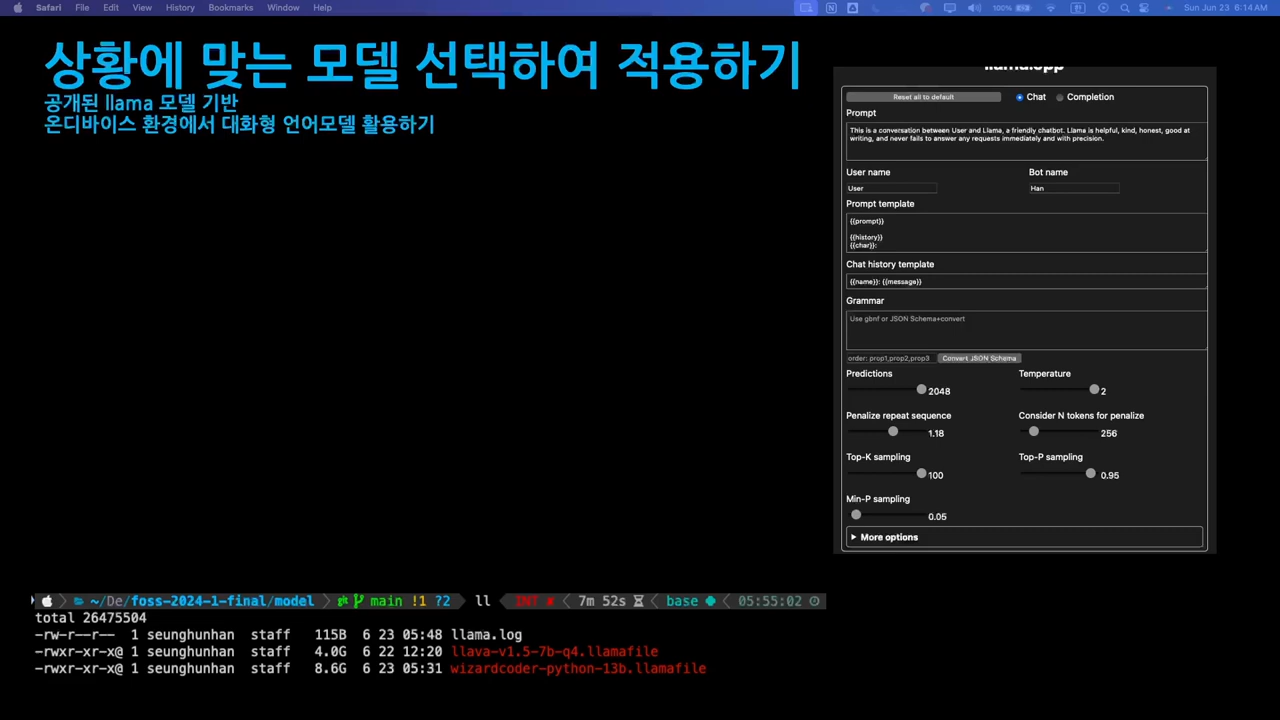 Safari File Edit View History Bookmarks Window Help
100% Sun Jun 23 6:14 AM
상황에 맞는 모델 선택하여 적용하기
공개된 llama 모델 기반
온디바이스 환경에서 대화형 언어모델 활용하기
llama.cpp
Reset all to default Chat Completion
Prompt
This is a conversation between User and Llama, a friendly chatbot. Llama is helpful, kind, honest, good at
writing, and never fails to answer any requests immediately and with precision.
User name Bot name
User Han
Prompt template
{{prompt}}
{{history}}
{{char}}:
Chat history template
{{name}}: {{message}}
Grammar
Use gbnf or JSON Schema+convert
order: prop1,prop2,prop3 Convert JSON Schema
Predictions Temperature
2048 2
Penalize repeat sequence Consider N tokens for penalize
1.18 256
Top-K sampling Top-P sampling
100 0.95
Min-P sampling
0.05
More options
~/De/foss-2024-1-final/model main !1 ?2 ll INT 7m 52s base 05:55:02
total 26475504
-rw-r--r-- 1 seunghunhan staff 115B 6 23 05:48 llama.log
-rwxr-xr-x@ 1 seunghunhan staff 4.0G 6 22 12:20 llava-v1.5-7b-q4.llamafile
-rwxr-xr-x@ 1 seunghunhan staff 8.6G 6 23 05:31 wizardcoder-python-13b.llamafile